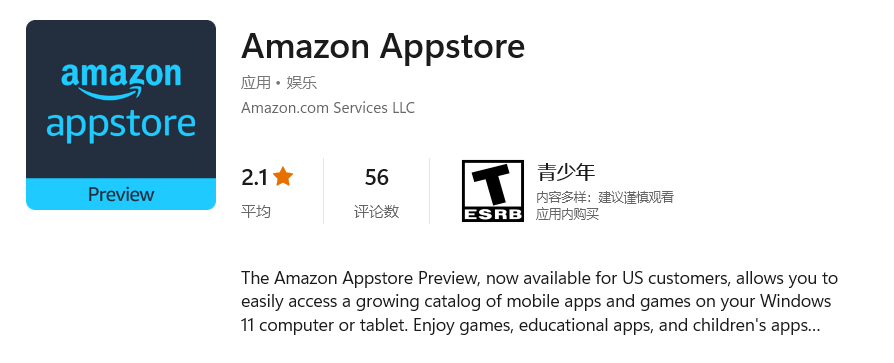 amazon
appstore
Preview
Amazon Appstore
应用 • 娱乐
Amazon.com Services LLC
2.1
平均
56
评论数
T
ESRB
青少年
内容多样：建议谨慎观看
应用内购买
The Amazon Appstore Preview, now available for US customers, allows you to
easily access a growing catalog of mobile apps and games on your Windows
11 computer or tablet. Enjoy games, educational apps, and children's apps...